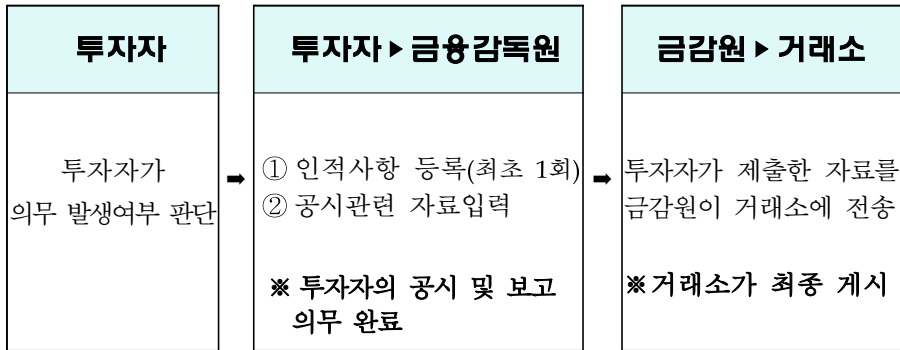 투자자
투자자 ▶ 금융감독원
금감원 ▶ 거래소
투자자가
의무 발생여부 판단
➡
① 인적사항 등록(최초 1회)
② 공시관련 자료입력
※ 투자자의 공시 및 보고
의무 완료
➡
투자자가 제출한 자료를
금감원이 거래소에 전송
※거래소가 최종 게시